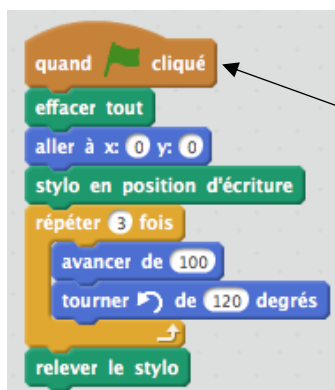 quand cliqué
effacer tout
aller à x: 0 y: 0
stylo en position d'écriture
répéter 3 fois
avancer de 100
tourner de 120 degrés
relever le stylo